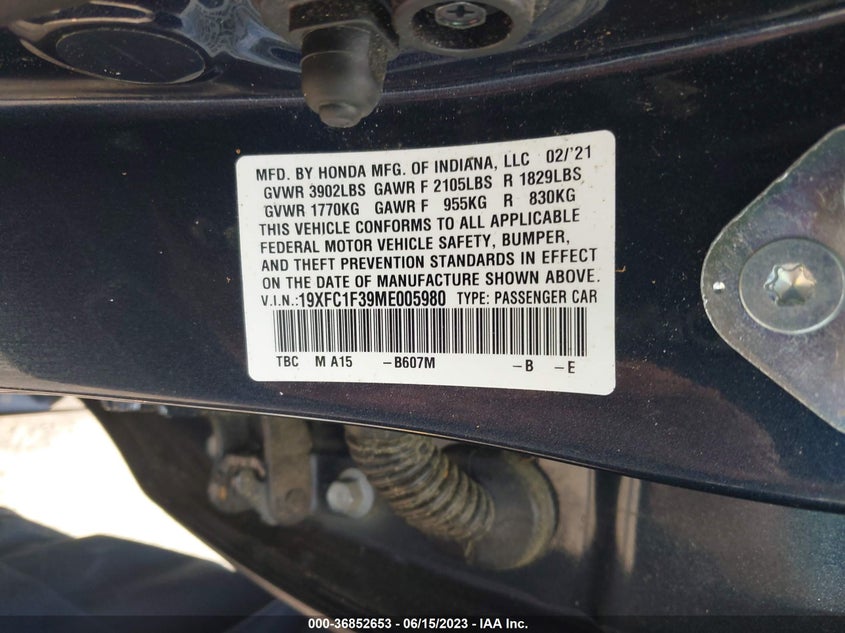 MFD. BY HONDA MFG. OF INDIANA, LLC 02/'21
GVWR 3902LBS GAWR F 2105LBS R 1829LBS
GVWR 1770KG GAWR F 955KG R 830KG
THIS VEHICLE CONFORMS TO ALL APPLICABLE
FEDERAL MOTOR VEHICLE SAFETY, BUMPER,
AND THEFT PREVENTION STANDARDS IN EFFECT
ON THE DATE OF MANUFACTURE SHOWN ABOVE.
V.I.N.:19XFC1F39ME005980 TYPE: PASSENGER CAR
TBC M A15 –B607M –B –E
000-36852653 - 06/15/2023 - IAA Inc.